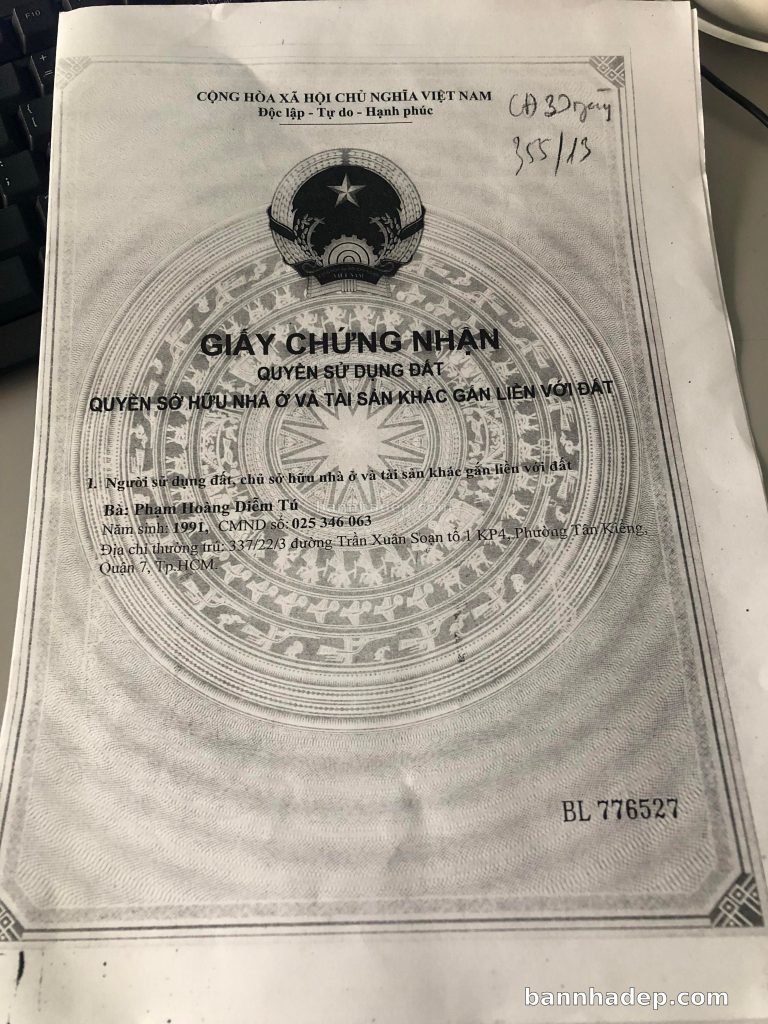 CỘNG HÒA XÃ HỘI CHỦ NGHĨA VIỆT NAM
Độc lập - Tự do - Hạnh phúc
355/13
VIỆT NAM
GIẤY CHỨNG NHẬN
QUYỀN SỬ DỤNG ĐẤT
QUYỀN SỞ HỮU NHÀ Ở VÀ TÀI SẢN KHÁC GẮN LIỀN VỚI ĐẤT
I. Người sử dụng đất, chủ sở hữu nhà ở và tài sản khác gắn liền với đất
Bà: Phạm Hoàng Diễm Tú
Năm sinh: 1991, CMND số: 025 346 063
Địa chỉ thường trú: 337/22/3 đường Trần Xuân Soạn tổ 1 KP4, Phường Tân Kiểng,
Quận 7, Tp.HCM.
BL 776527
bannhadep.com
F10